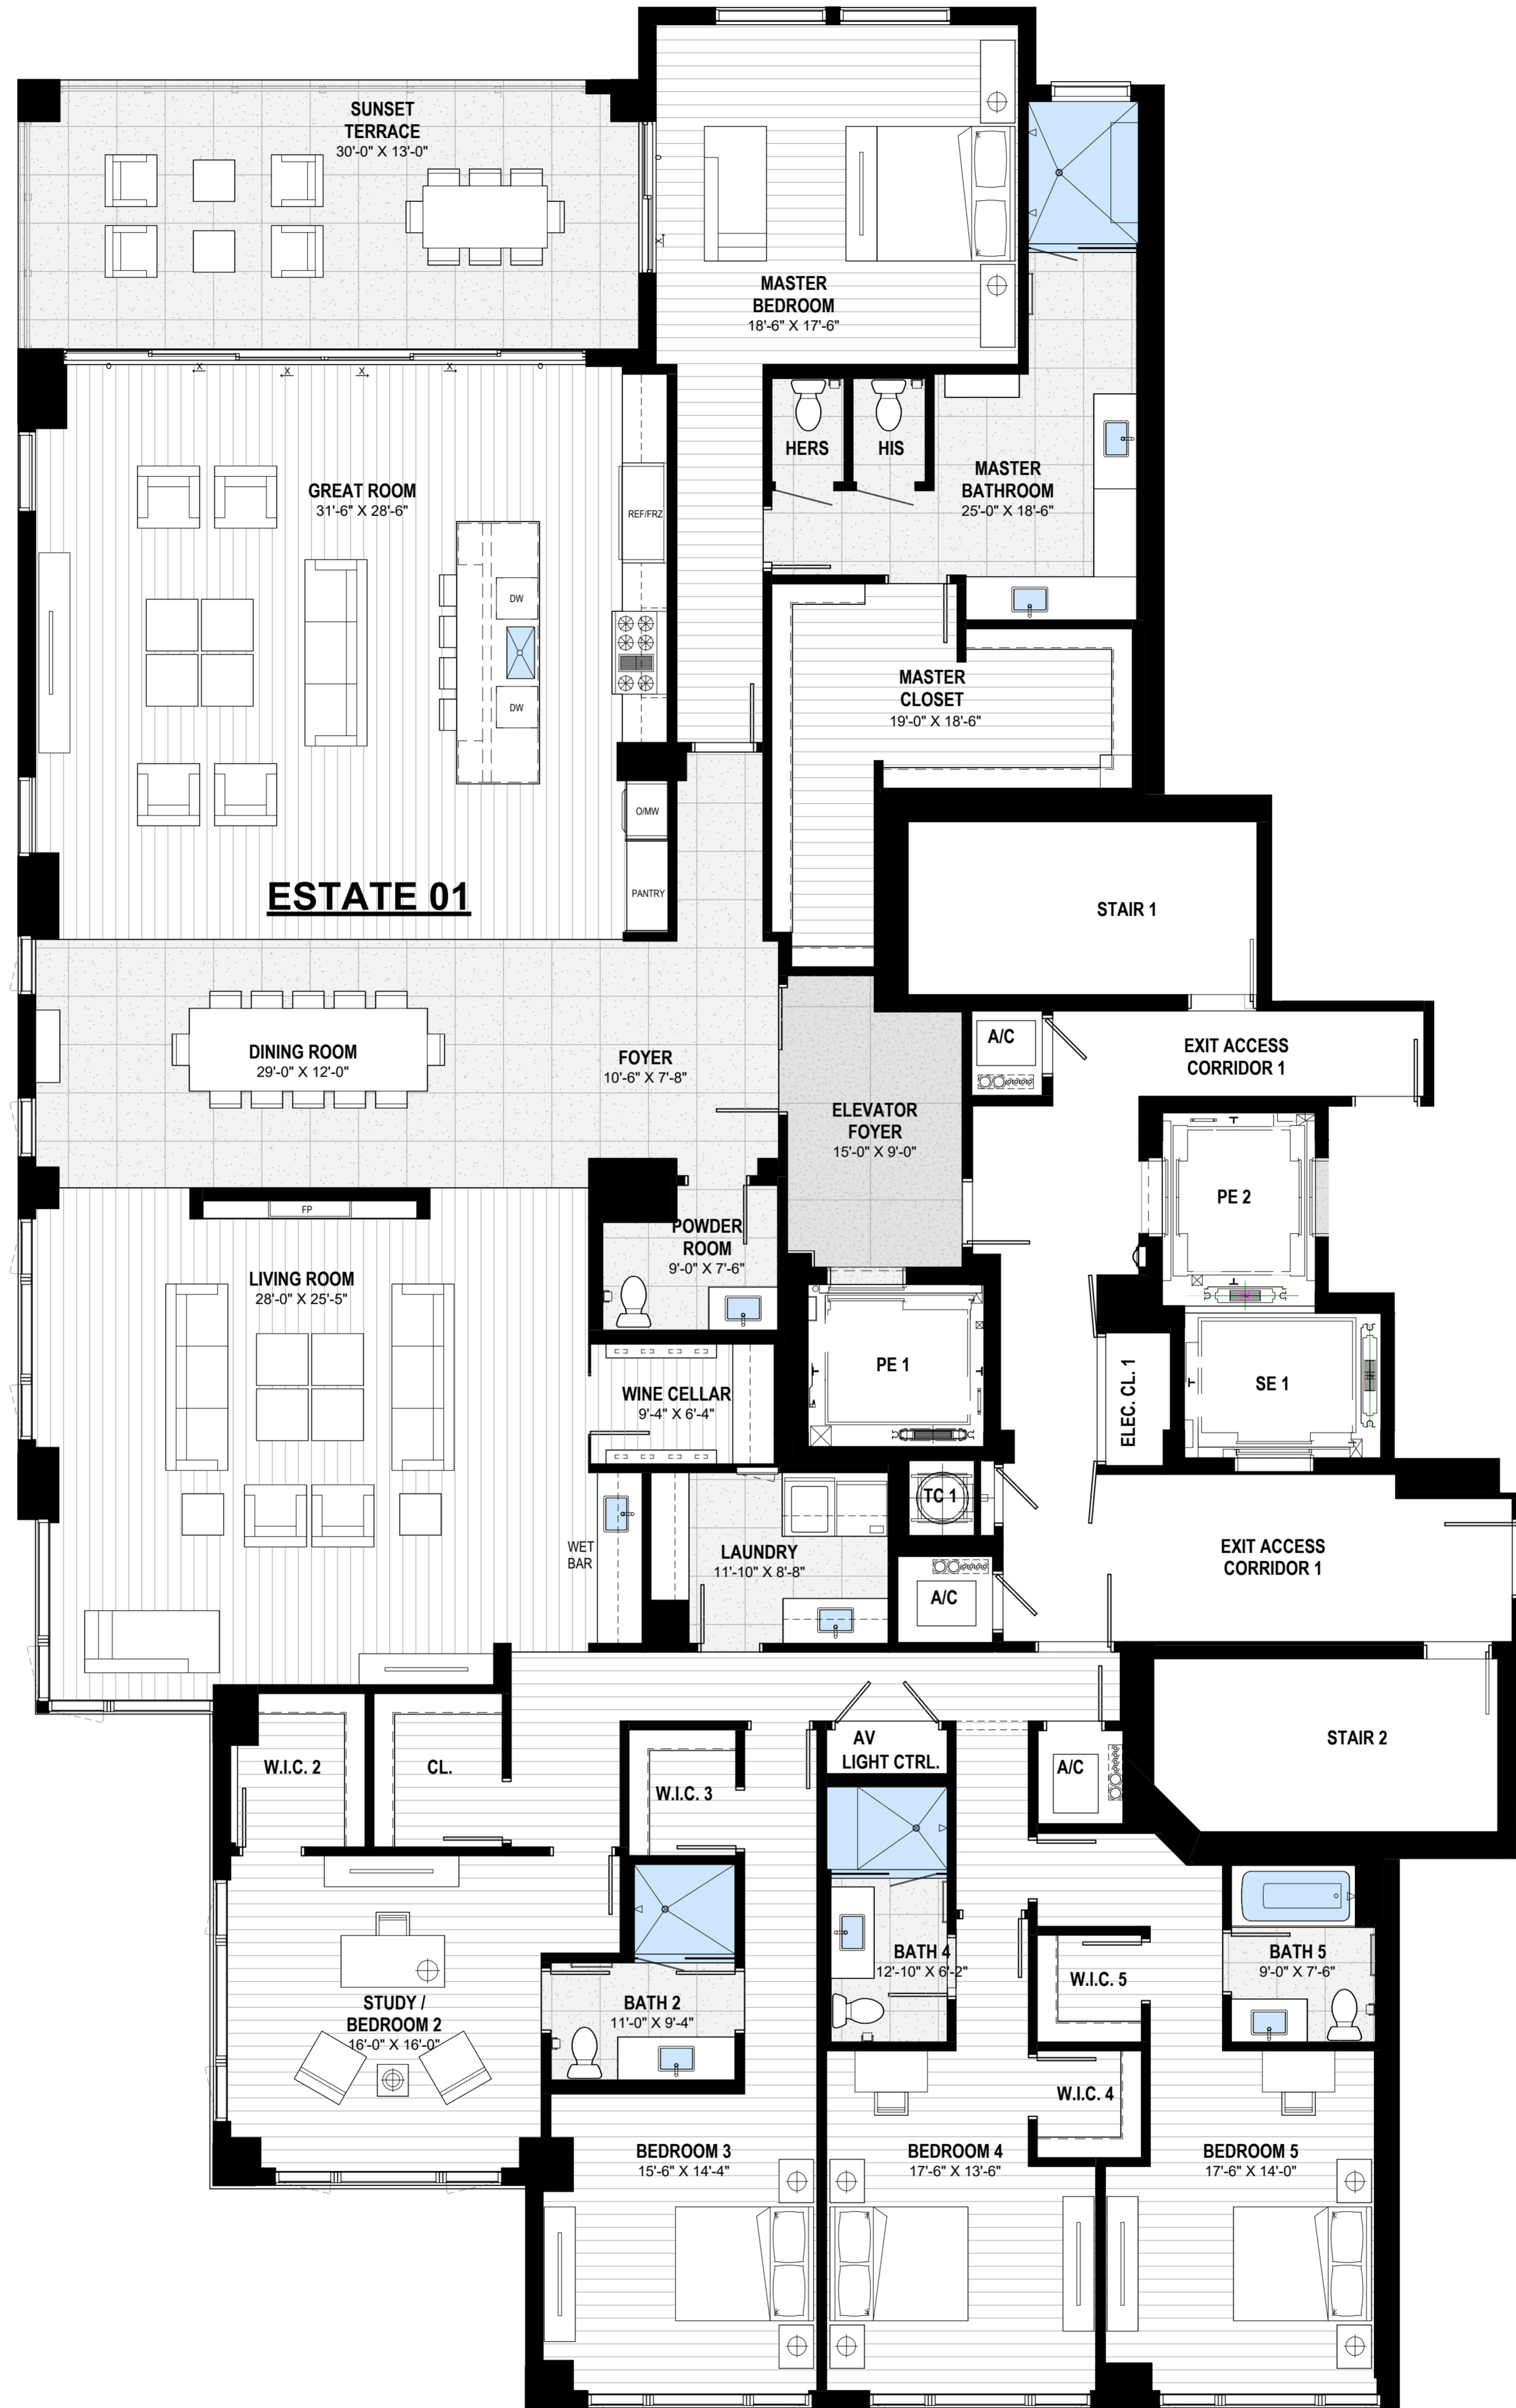 SUNSET
TERRACE
30'-0" X 13'-0"
MASTER
BEDROOM
18'-6" X 17'-6"
O
X
O
X
X
X
X
O
HERS
HIS
MASTER
BATHROOM
25'-0" X 18'-6"
GREAT ROOM
31'-6" X 28'-6"
REF/FRZ
DW
DW
MASTER
CLOSET
19'-0" X 18'-6"
O/MW
PANTRY
ESTATE 01
STAIR 1
DINING ROOM
29'-0" X 12'-0"
FOYER
10'-6" X 7'-8"
A/C
EXIT ACCESS
CORRIDOR 1
ELEVATOR
FOYER
15'-0" X 9'-0"
PE 2
FP
POWDER
ROOM
9'-0" X 7'-6"
LIVING ROOM
28'-0" X 25'-5"
PE 1
SE 1
ELEC. CL. 1
WINE CELLAR
9'-4" X 6'-4"
TC 1
WET
BAR
LAUNDRY
11'-10" X 8'-8"
EXIT ACCESS
CORRIDOR 1
A/C
W.I.C. 2
CL.
W.I.C. 3
AV
LIGHT CTRL.
A/C
STAIR 2
BATH 4
12'-10" X 6'-2"
BATH 5
9'-0" X 7'-6"
W.I.C. 5
STUDY /
BEDROOM 2
16'-0" X 16'-0"
BATH 2
11'-0" X 9'-4"
W.I.C. 4
BEDROOM 3
15'-6" X 14'-4"
BEDROOM 4
17'-6" X 13'-6"
BEDROOM 5
17'-6" X 14'-0"